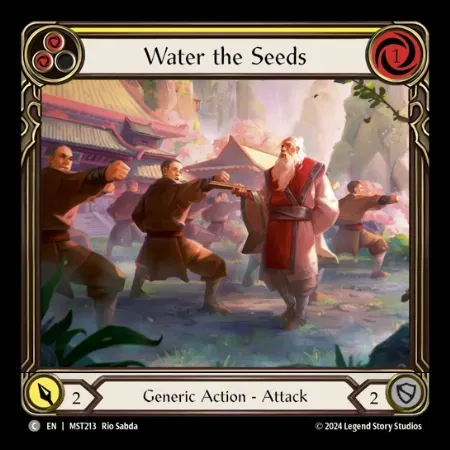 Water the Seeds
1
2
Generic Action - Attack
2
C EN | MST213 Rio Sabda
© 2024 Legend Story Studios